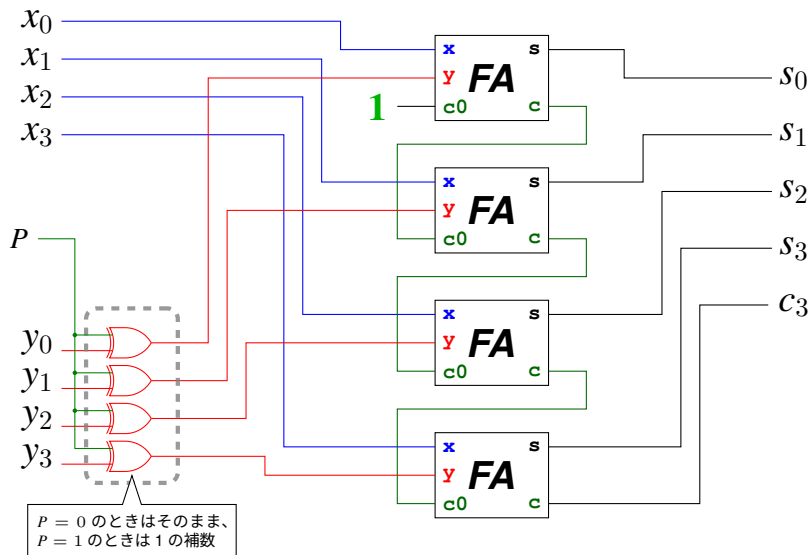 x0
x1
x2
x3
P
y0
y1
y2
y3
P = 0 のときはそのまま、
P = 1 のときは 1 の補数
1
x s
y FA
c0 c
x s
y FA
c0 c
x s
y FA
c0 c
x s
y FA
c0 c
s0
s1
s2
s3
c3